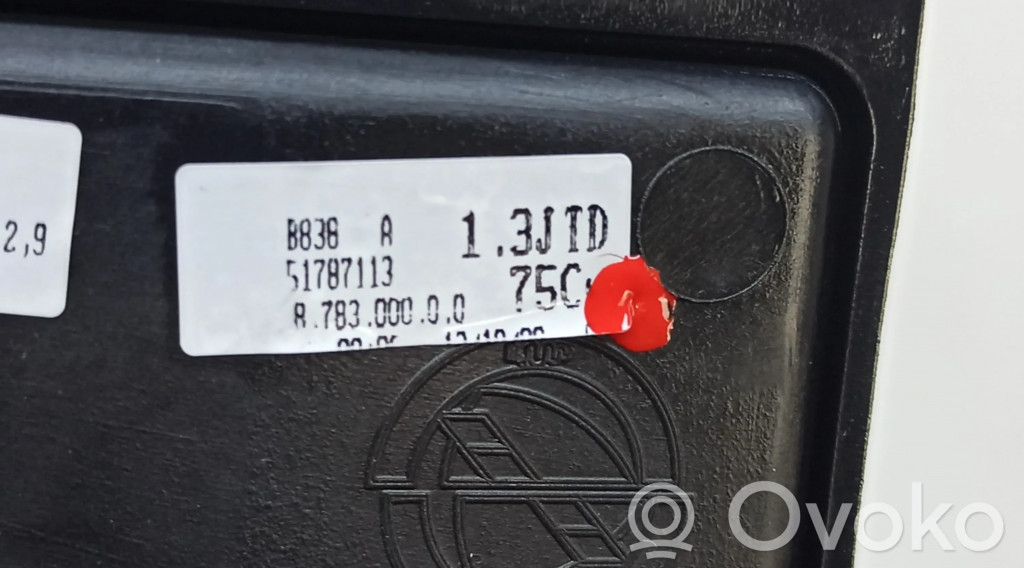 2,9
B838 A
1.3JTD
51787113
75C
8.783.000.0.0
Ovoko